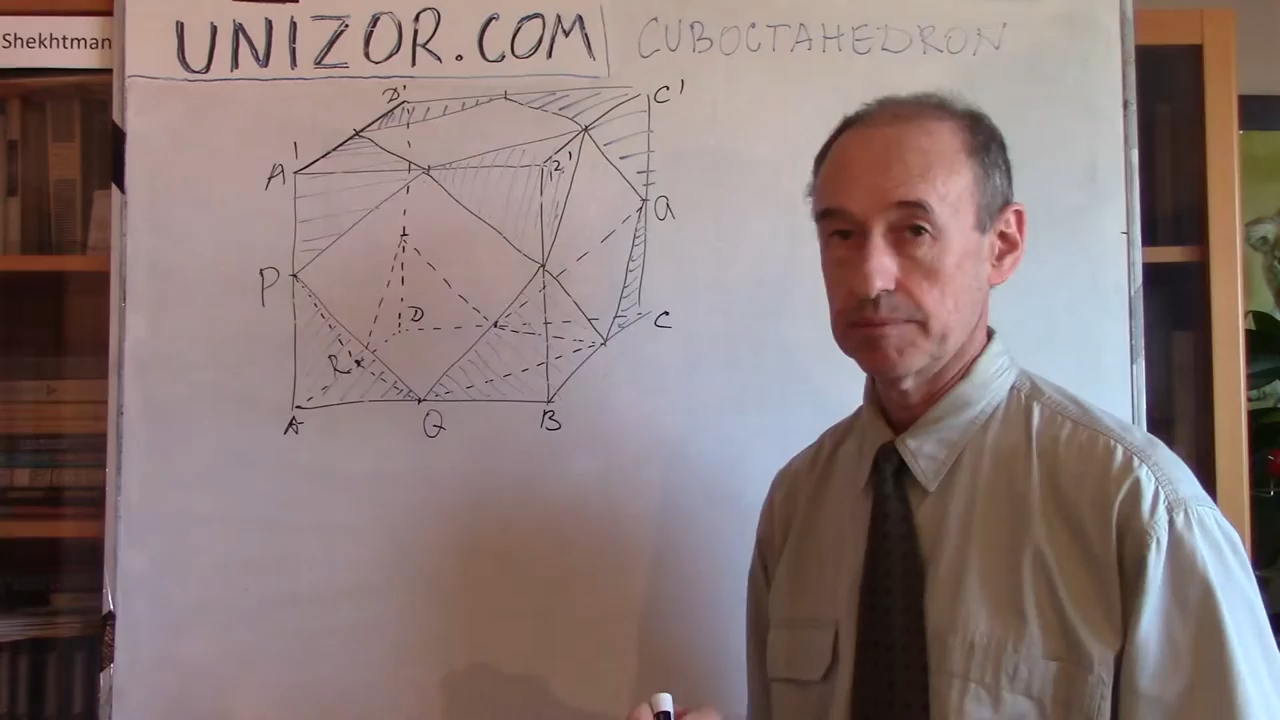 Shekhtman
UNIZOR.COM CUBOCTAHEDRON
D' C'
A' B'
a
P
D C
R
A Q B